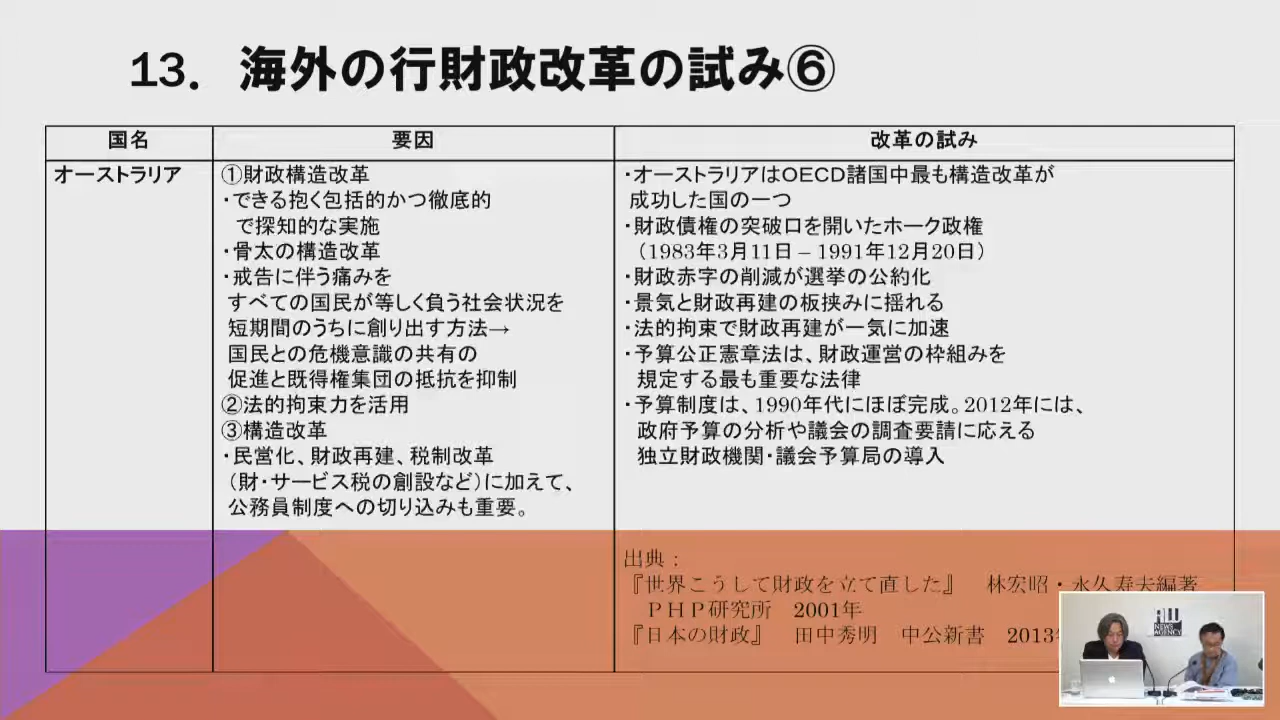 13. 海外の行財政改革の試み⑥
国名
要因
改革の試み
オーストラリア
①財政構造改革
・できる抱く包括的かつ徹底的
で探知的な実施
・骨太の構造改革
・戒告に伴う痛みを
すべての国民が等しく負う社会状況を
短期間のうちに創り出す方法→
国民との危機意識の共有の
促進と既得権集団の抵抗を抑制
②法的拘束力を活用
③構造改革
・民営化、財政再建、税制改革
（財・サービス税の創設など）に加えて、
公務員制度への切り込みも重要。
・オーストラリアはOECD諸国中最も構造改革が
成功した国の一つ
・財政債権の突破口を開いたホーク政権
（1983年3月11日 – 1991年12月20日）
・財政赤字の削減が選挙の公約化
・景気と財政再建の板挟みに揺れる
・法的拘束で財政再建が一気に加速
・予算公正憲章法は、財政運営の枠組みを
規定する最も重要な法律
・予算制度は、1990年代にほぼ完成。2012年には、
政府予算の分析や議会の調査要請に応える
独立財政機関・議会予算局の導入
出典：
『世界こうして財政を立て直した』　林宏昭・永久寿夫編著
ＰＨＰ研究所　2001年
『日本の財政』　田中秀明　中公新書　2013
NEWS
AGENCY